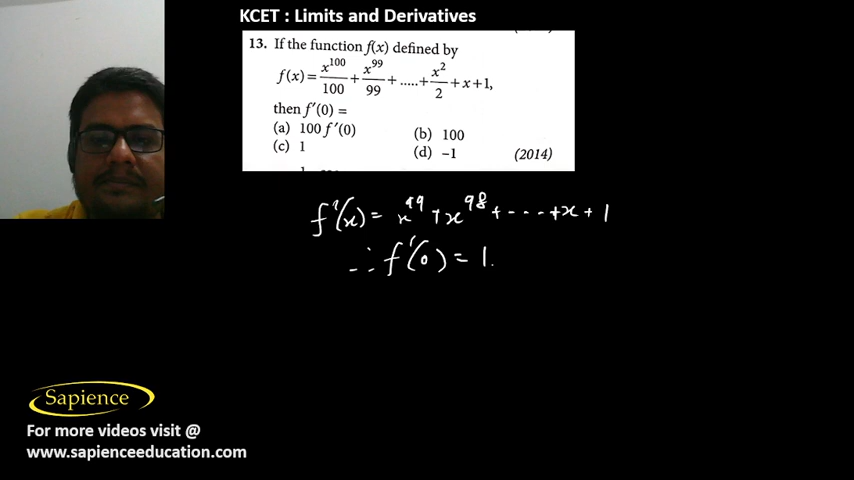 KCET : Limits and Derivatives
13. If the function f(x) defined by
f(x) = x^100/100 + x^99/99 + ..... + x^2/2 + x + 1,
then f′(0) =
(a) 100 f′(0) (b) 100
(c) 1 (d) −1 (2014)
f′(x) = x^99 + x^98 + ---- + x + 1
∴ f′(0) = 1.
Sapience
For more videos visit @
www.sapienceeducation.com